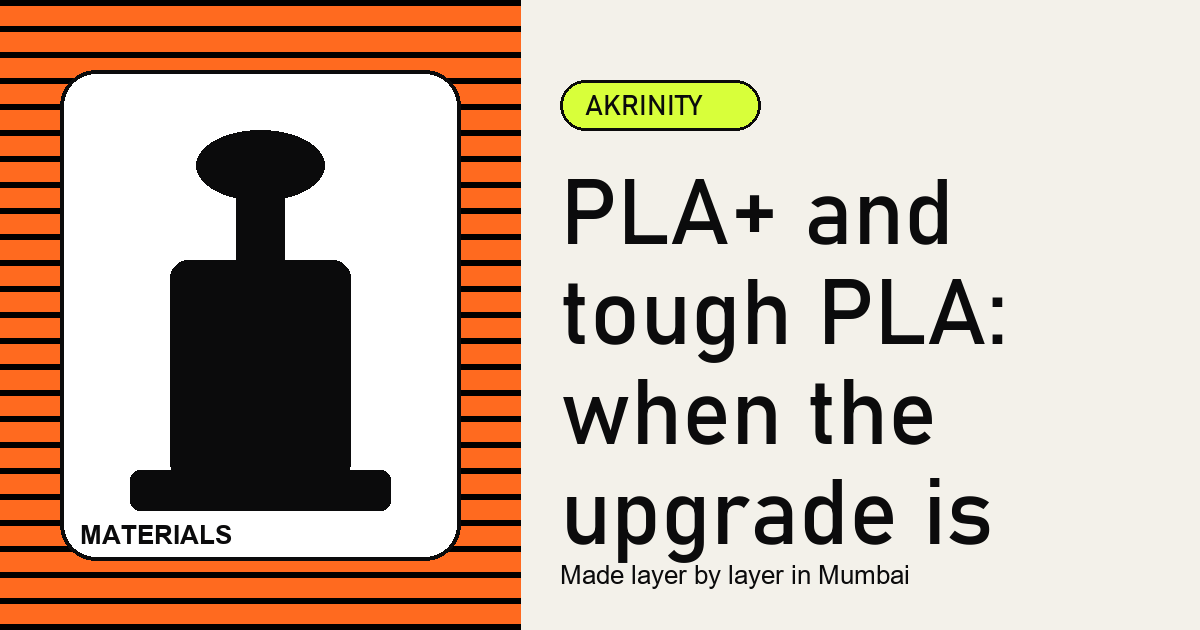 AKRINITY
PLA+ and
tough PLA:
when the
upgrade is
Made layer by layer in Mumbai
MATERIALS